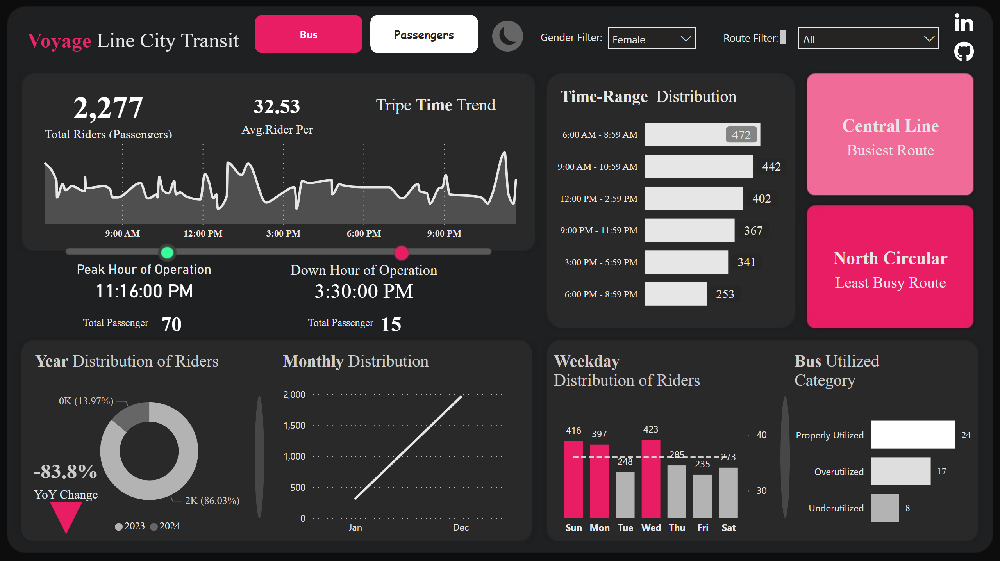 Voyage Line City Transit
Bus
Passengers
Gender Filter:
Female
Route Filter:
All
in
2,277
Total Riders (Passengers)
32.53
Avg.Rider Per
Tripe Time Trend
9:00 AM
12:00 PM
3:00 PM
6:00 PM
9:00 PM
Peak Hour of Operation
11:16:00 PM
Total Passenger 70
Down Hour of Operation
3:30:00 PM
Total Passenger 15
Time-Range Distribution
6:00 AM - 8:59 AM 472
9:00 AM - 10:59 AM 442
12:00 PM - 2:59 PM 402
9:00 PM - 11:59 PM 367
3:00 PM - 5:59 PM 341
6:00 PM - 8:59 PM 253
Central Line
Busiest Route
North Circular
Least Busy Route
Year Distribution of Riders
0K (13.97%)
-83.8%
YoY Change
2K (86.03%)
2023
2024
Monthly Distribution
2,000
1,500
1,000
500
0
Jan
Dec
Weekday
Distribution of Riders
416
397
248
423
285
235
273
40
30
Sun
Mon
Tue
Wed
Thu
Fri
Sat
Bus Utilized
Category
Properly Utilized 24
Overutilized 17
Underutilized 8